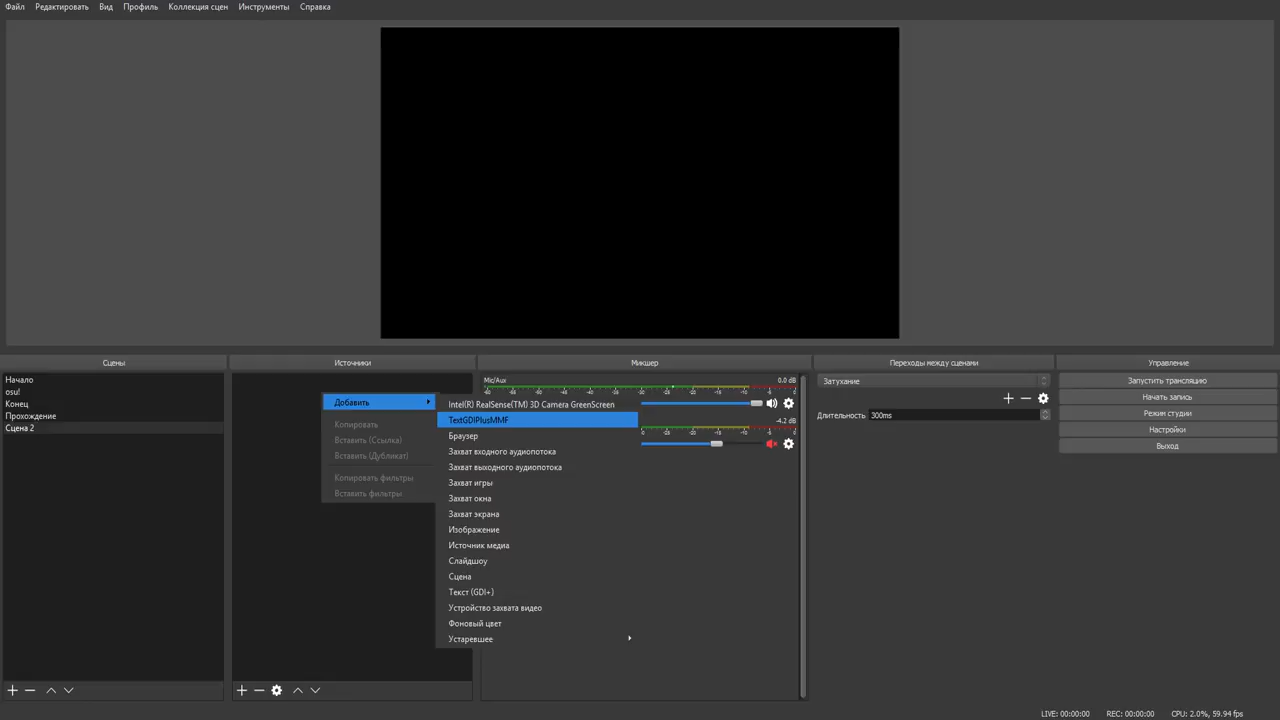 Файл Редактировать Вид Профиль Коллекция сцен Инструменты Справка
Сцены
Начало
osu!
Конец
Прохождение
Сцена 2
Источники
Добавить
Копировать
Вставить (Ссылка)
Вставить (Дубликат)
Копировать фильтры
Вставить фильтры
Intel(R) RealSense(TM) 3D Camera GreenScreen
TextGDIPlusMMF
Браузер
Захват входного аудиопотока
Захват выходного аудиопотока
Захват игры
Захват окна
Захват экрана
Изображение
Источник медиа
Слайдшоу
Сцена
Текст (GDI+)
Устройство захвата видео
Фоновый цвет
Устаревшее
Микшер
Mic/Aux 0.0 dB
-4.2 dB
Переходы между сценами
Затухание
Длительность 300ms
Управление
Запустить трансляцию
Начать запись
Режим студии
Настройки
Выход
LIVE: 00:00:00 REC: 00:00:00 CPU: 2.0%, 59.94 fps